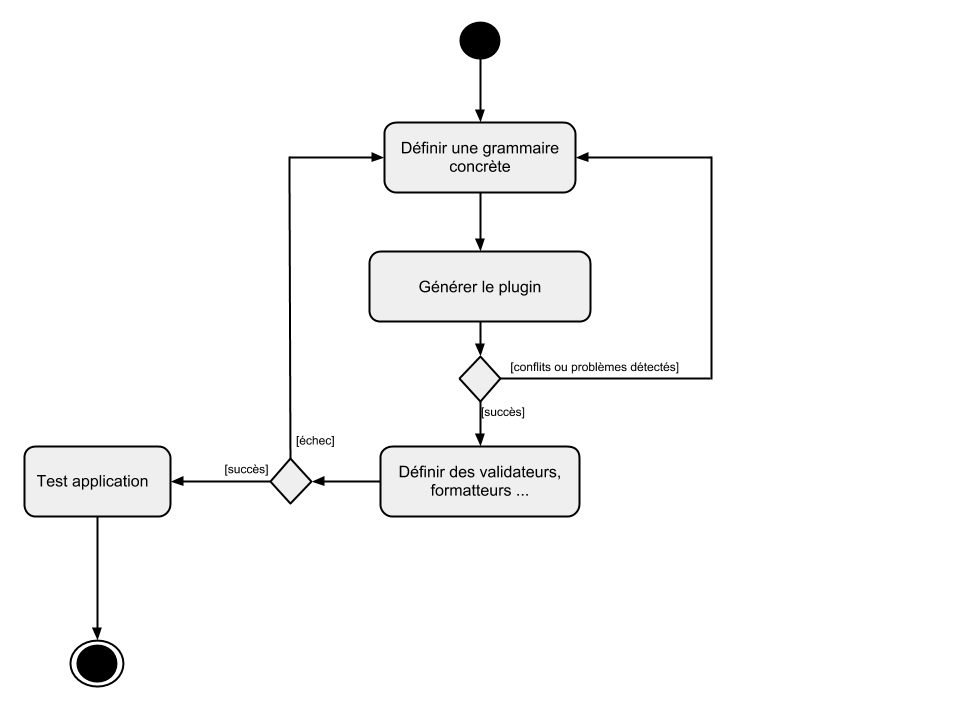 Définir une grammaire
concrète
Générer le plugin
[conflits ou problèmes détectés]
[succès]
Définir des validateurs,
formatteurs ...
[échec]
[succès]
Test application